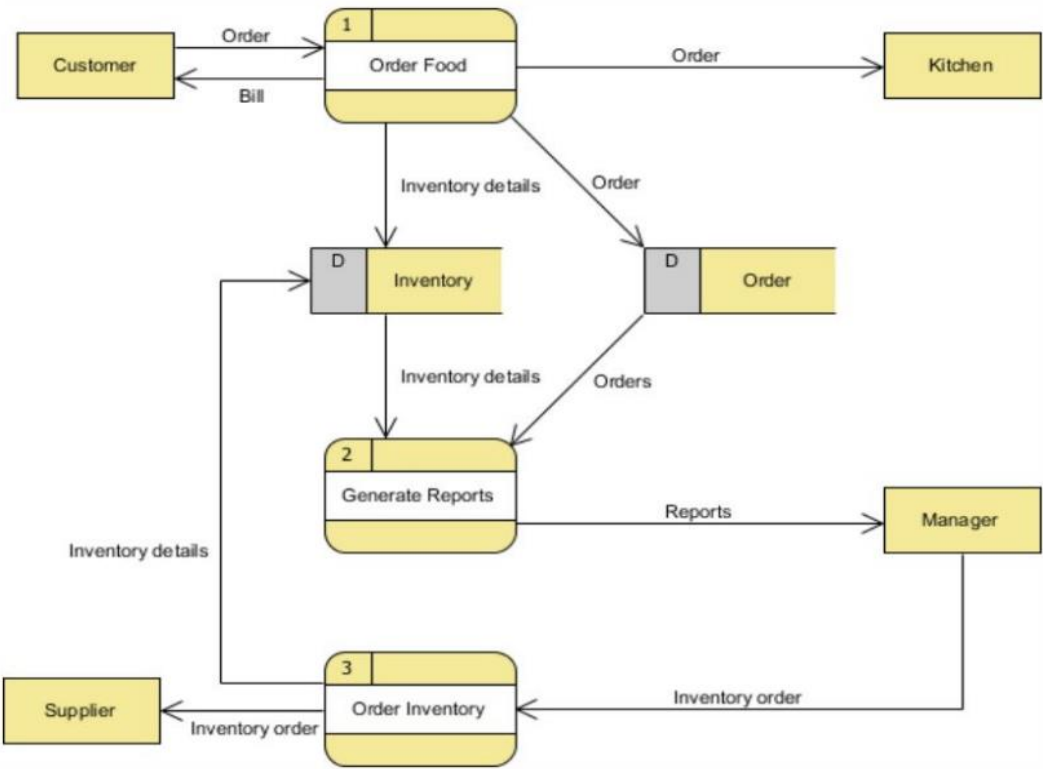 1
Order
Order
Customer
Order Food
Kitchen
Bill
Inventory details
Order
D
D
Inventory
Order
Inventory details
Orders
2
Generate Reports
Reports
Manager
Inventory details
3
Inventory order
Supplier
Order Inventory
Inventory order